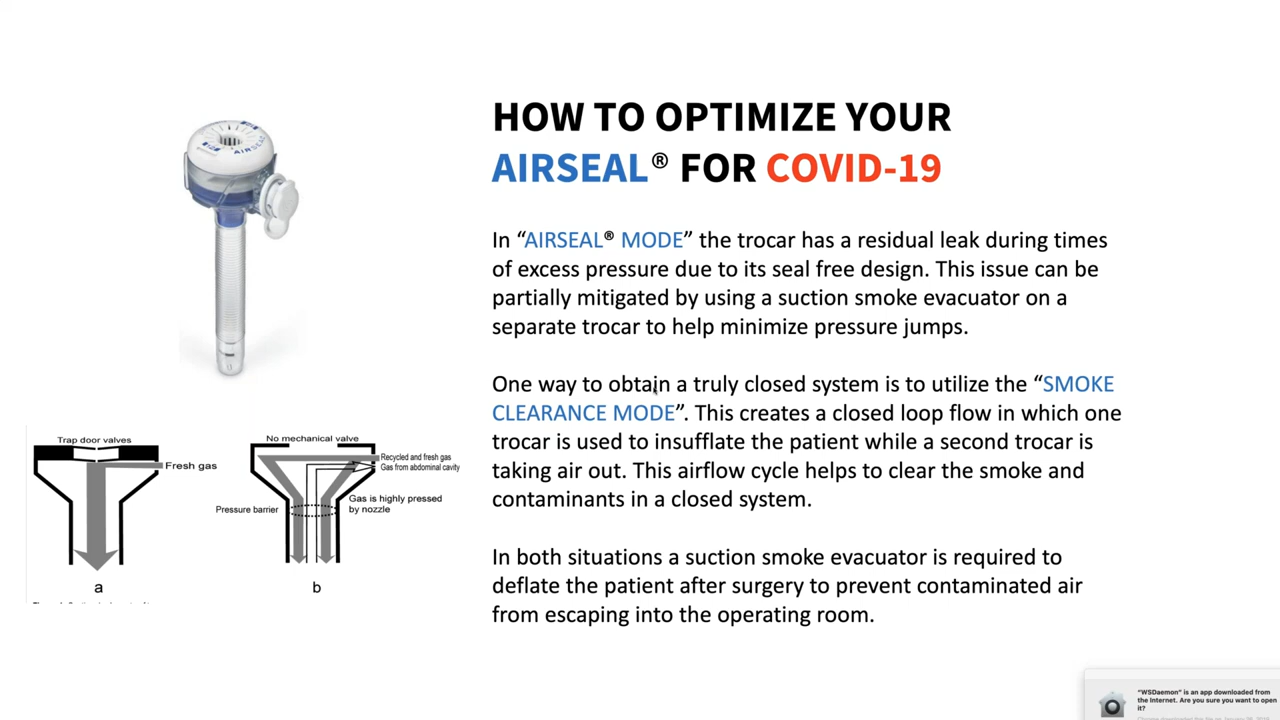 HOW TO OPTIMIZE YOUR
AIRSEAL® FOR COVID-19
In “AIRSEAL® MODE” the trocar has a residual leak during times
of excess pressure due to its seal free design. This issue can be
partially mitigated by using a suction smoke evacuator on a
separate trocar to help minimize pressure jumps.
One way to obtain a truly closed system is to utilize the “SMOKE
CLEARANCE MODE”. This creates a closed loop flow in which one
trocar is used to insufflate the patient while a second trocar is
taking air out. This airflow cycle helps to clear the smoke and
contaminants in a closed system.
In both situations a suction smoke evacuator is required to
deflate the patient after surgery to prevent contaminated air
from escaping into the operating room.
AIRSEAL
Trap door valves
Fresh gas
a
No mechanical valve
Recycled and fresh gas
Gas from abdominal cavity
Gas is highly pressed
by nozzle
Pressure barrier
b
“WSDaemon” is an app downloaded from
the Internet. Are you sure you want to open
it?